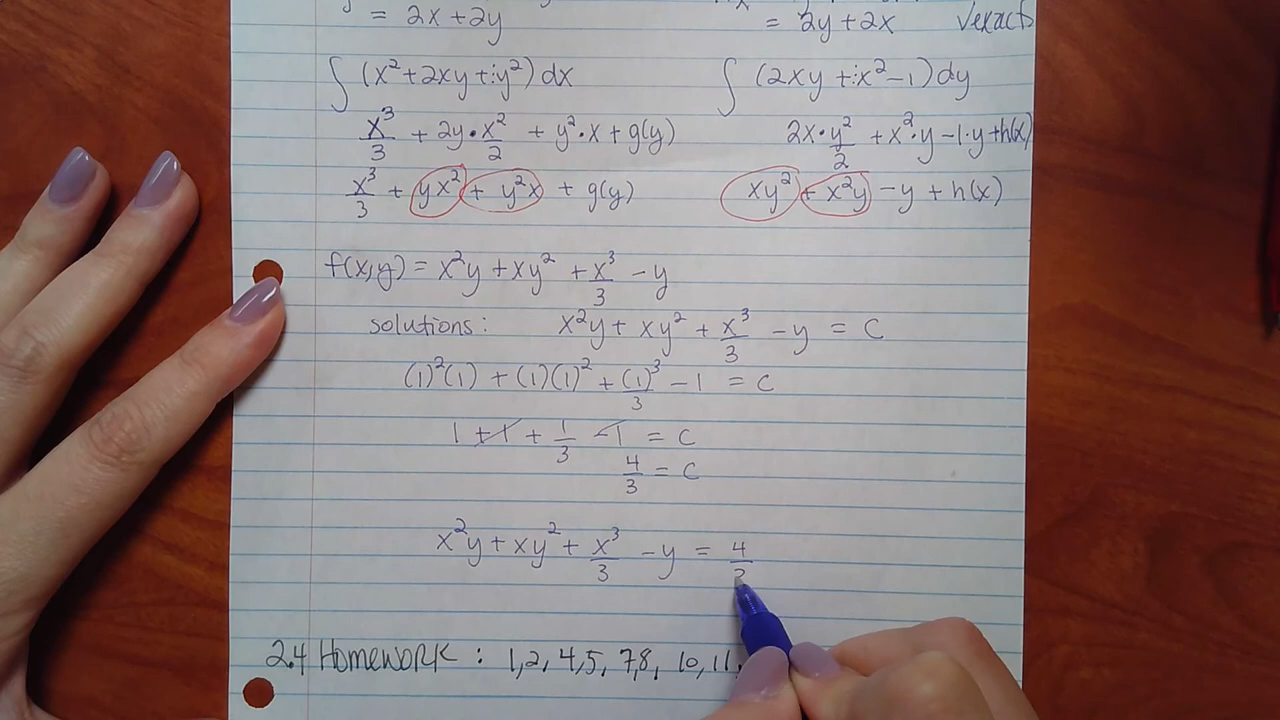 = 2x + 2y
= 2y + 2x √exact
∫ (x² + 2xy + y²) dx
∫ (2xy + x² - 1) dy
x³/3 + 2y · x²/2 + y² · x + g(y)
2x · y²/2 + x² · y - 1 · y + h(x)
x³/3 + yx² + y²x + g(y)
xy² + x²y - y + h(x)
f(x,y) = x²y + xy² + x³/3 - y
solutions: x²y + xy² + x³/3 - y = C
(1)²(1) + (1)(1)² + (1)³/3 - 1 = C
1 + 1 + 1/3 - 1 = C
4/3 = C
x²y + xy² + x³/3 - y = 4/3
2.4 Homework : 1,2, 4,5, 7,8, 10,11,